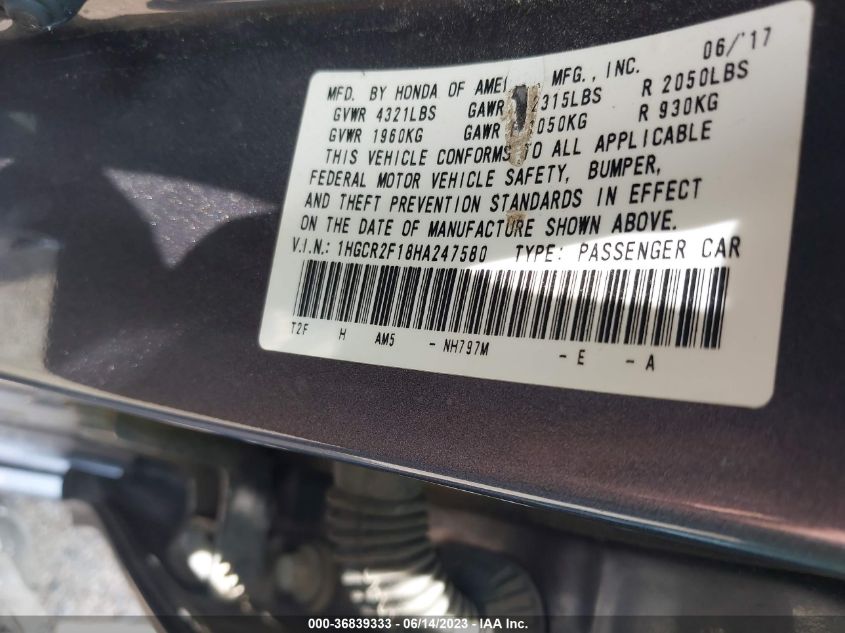 06/'17
MFD. BY HONDA OF MFG., INC.
GVWR 4321LBS GAWR 2315LBS R 2050LBS
GVWR 1960KG GAWR 050KG R 930KG
THIS VEHICLE CONFORMS TO ALL APPLICABLE
FEDERAL MOTOR VEHICLE SAFETY, BUMPER,
AND THEFT PREVENTION STANDARDS IN EFFECT
ON THE DATE OF MANUFACTURE SHOWN ABOVE.
V.I.N.: 1HGCR2F18HA247580 TYPE: PASSENGER CAR
T2F H AM5 - NH797M - E - A
000-36839333 - 06/14/2023 - IAA Inc.